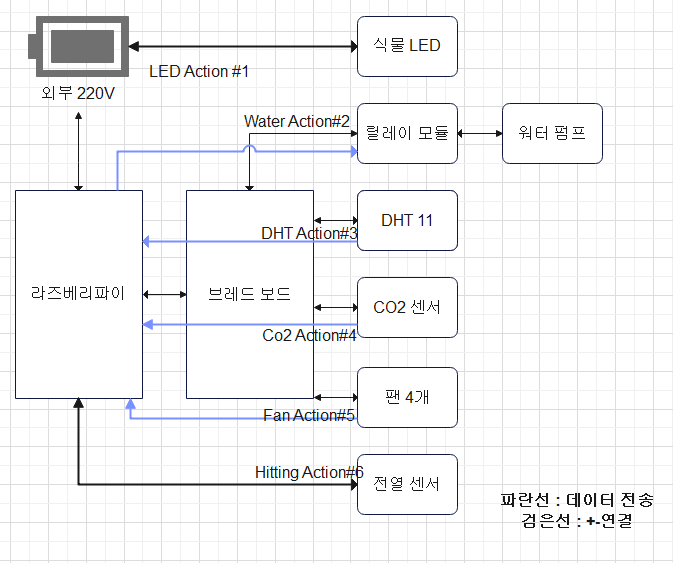 식물 LED
LED Action #1
외부 220V
Water Action#2
릴레이 모듈
워터 펌프
DHT 11
DHT Action#3
라즈베리파이
브레드 보드
CO2 센서
Co2 Action#4
팬 4개
Fan Action#5
Hitting Action#6
전열 센서
파란선 : 데이터 전송
검은선 : +-연결